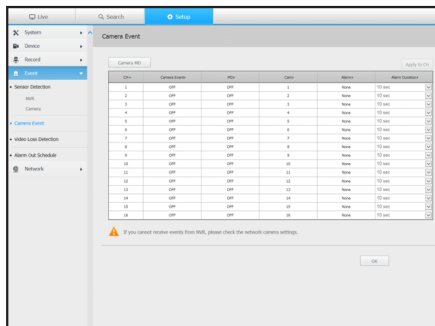 Live
Search
Setup
System
Device
Record
Event
Sensor Detection
NVR
Camera
Camera Event
Video Loss Detection
Alarm Out Schedule
Network
Camera Event
Camera MD
Apply to CH
CH Camera Event MD Cam Alarm Alarm Duration
1 OFF OFF 1 None 10 sec
2 OFF OFF 2 None 10 sec
3 OFF OFF 3 None 10 sec
4 OFF OFF 4 None 10 sec
5 OFF OFF 5 None 10 sec
6 OFF OFF 6 None 10 sec
7 OFF OFF 7 None 10 sec
8 OFF OFF 8 None 10 sec
9 OFF OFF 9 None 10 sec
10 OFF OFF 10 None 10 sec
11 OFF OFF 11 None 10 sec
12 OFF OFF 12 None 10 sec
13 OFF OFF 13 None 10 sec
14 OFF OFF 14 None 10 sec
15 OFF OFF 15 None 10 sec
16 OFF OFF 16 None 10 sec
If you cannot receive events from NVR, please check the network camera settings.
OK